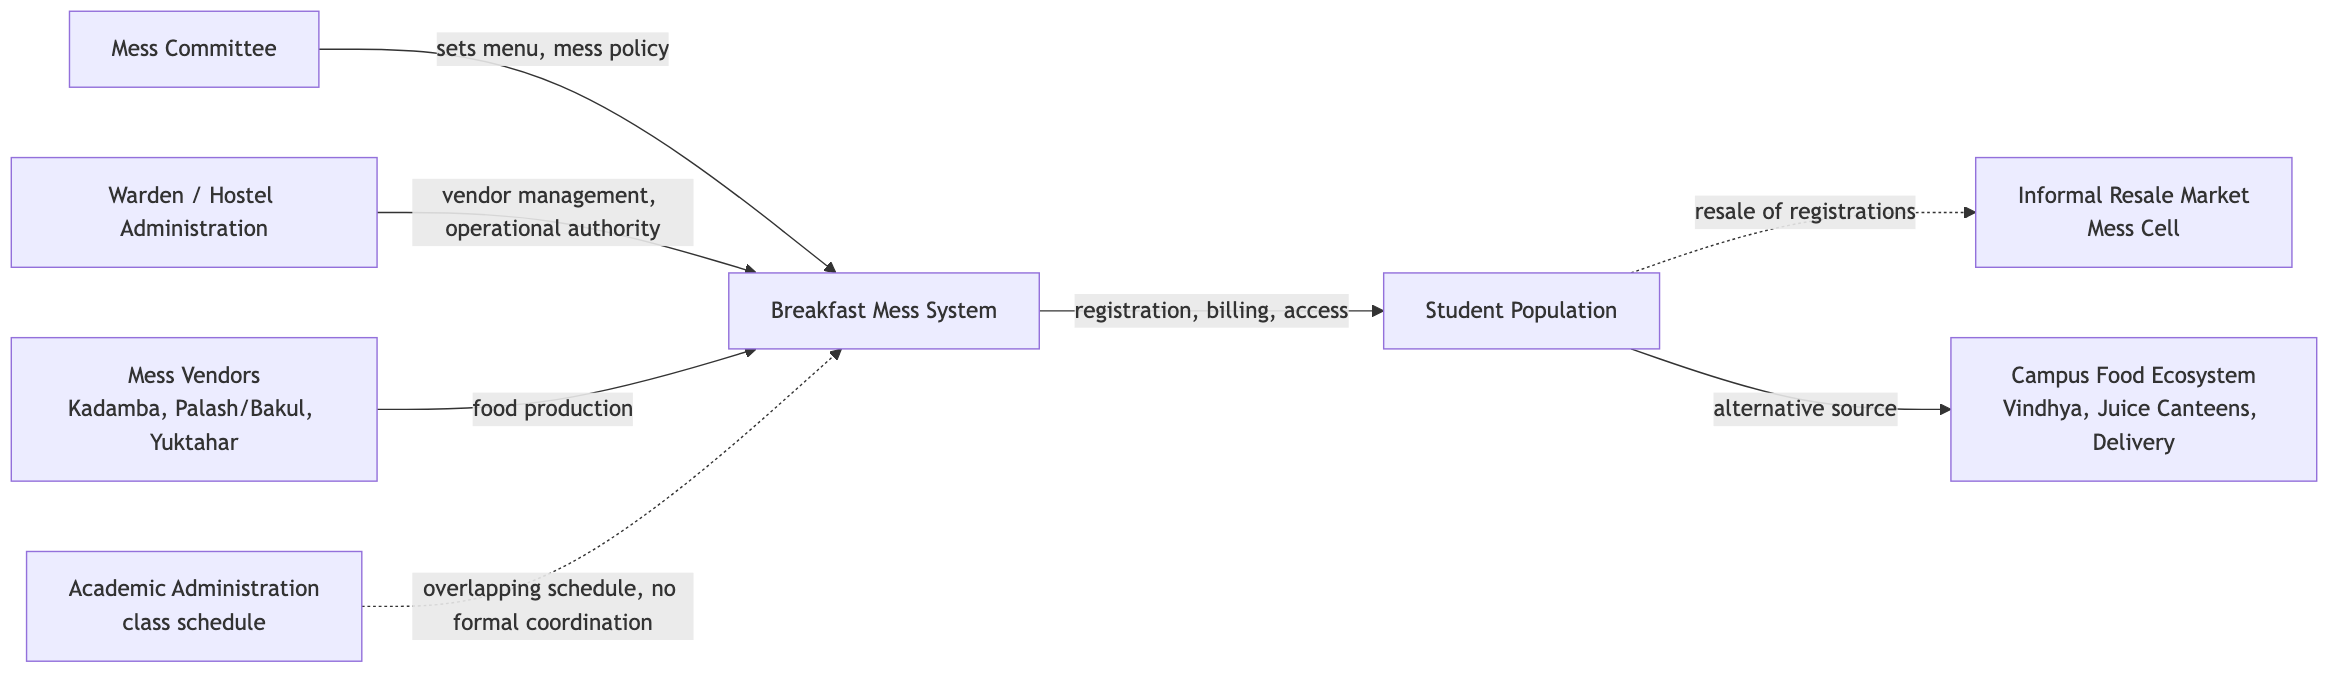 Mess Committee
sets menu, mess policy
Warden / Hostel
Administration
vendor management,
operational authority
Mess Vendors
Kadamba, Palash/Bakul,
Yuktahar
food production
Academic Administration
class schedule
overlapping schedule, no
formal coordination
Breakfast Mess System
registration, billing, access
Student Population
resale of registrations
Informal Resale Market
Mess Cell
alternative source
Campus Food Ecosystem
Vindhya, Juice Canteens,
Delivery